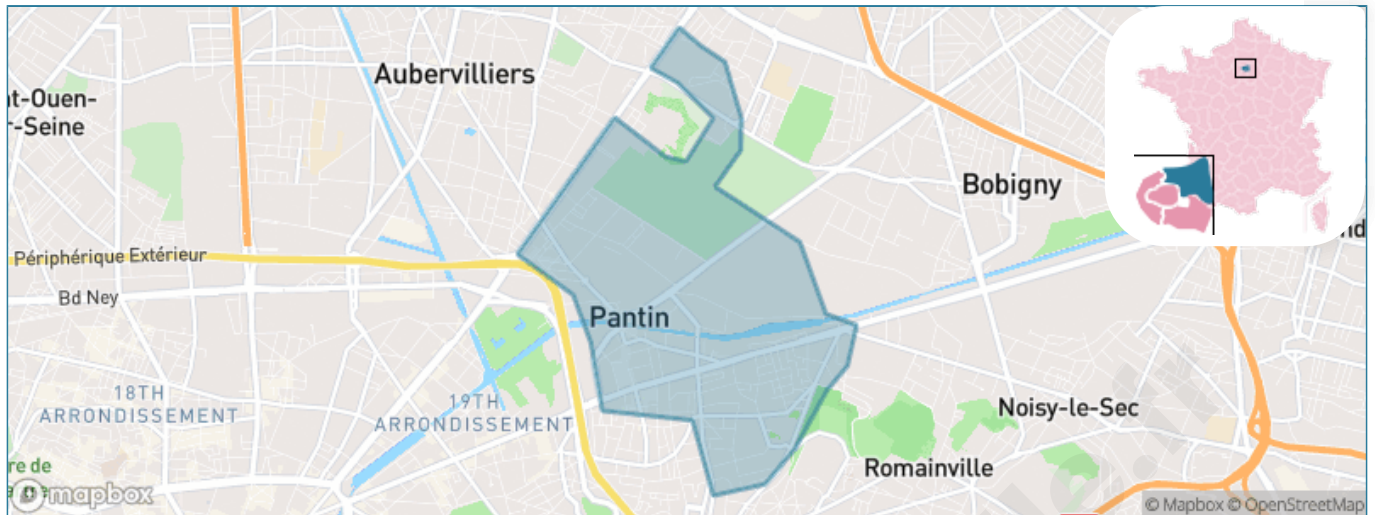 Aubervilliers
nt-Ouen-
r-Seine
Bobigny
nd
Périphérique Extérieur
Bd Ney
Pantin
18TH
ARRONDISSEMENT
19TH
ARRONDISSEMENT
Noisy-le-Sec
Romainville
re de
mapbox
© Mapbox © OpenStreetMap